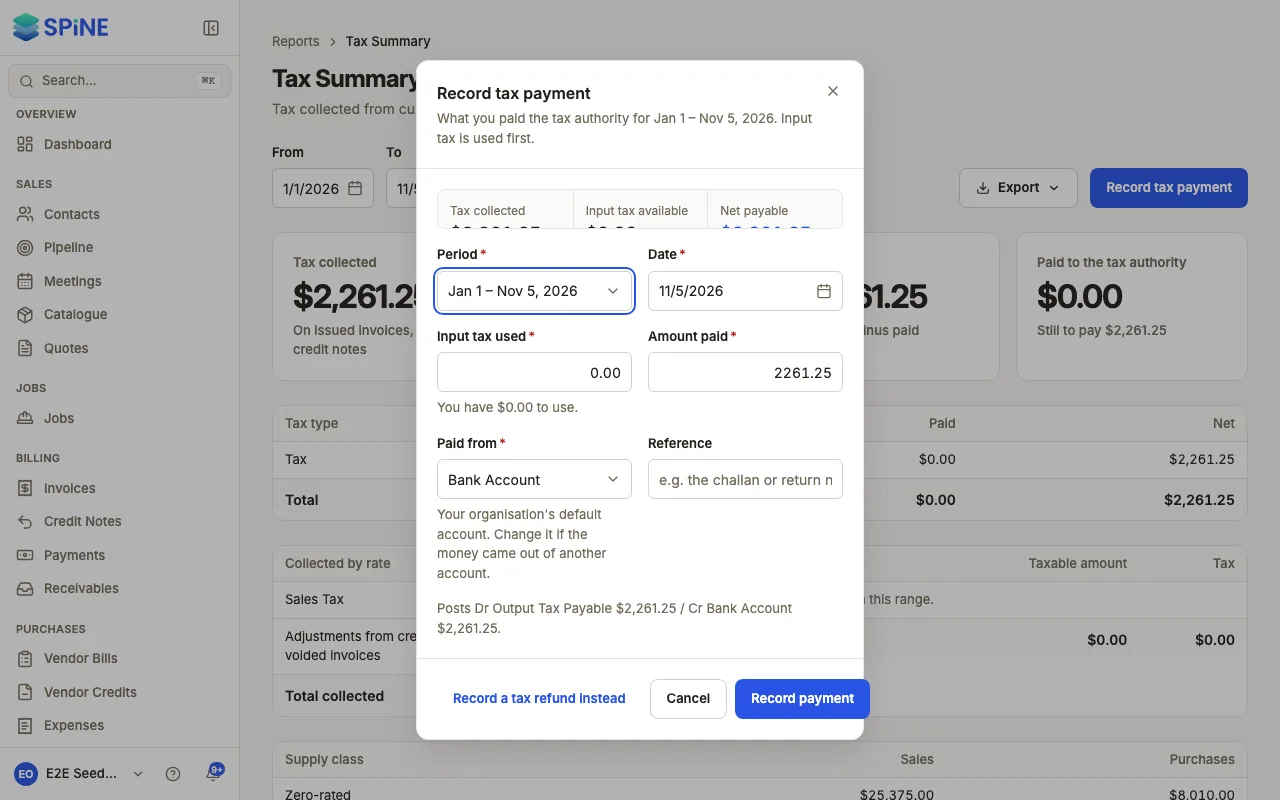 SPiNE
Search...
⌘K
OVERVIEW
Dashboard
SALES
Contacts
Pipeline
Meetings
Catalogue
Quotes
JOBS
Jobs
BILLING
Invoices
Credit Notes
Payments
Receivables
PURCHASES
Vendor Bills
Vendor Credits
Expenses
EO
E2E Seed...
9+
Reports
Tax Summary
Tax Summary
Tax collected from
From
To
1/1/2026
Export
Record tax payment
Tax collected
On issued invoices,
credit notes
Paid to the tax authority
$0.00
Still to pay $2,261.25
Tax type
Paid
Net
Tax
$0.00
$2,261.25
Total
$0.00
$2,261.25
Collected by rate
Taxable amount
Tax
Sales Tax
this range.
Adjustments from
$0.00
$0.00
voided invoices
Total collected
Supply class
Sales
Purchases
Zero-rated
$25,375.00
$8,010.00
Record tax payment
What you paid the tax authority for Jan 1 – Nov 5, 2026. Input
tax is used first.
Tax collected
Input tax available
Net payable
Period *
Date *
Jan 1 – Nov 5, 2026
11/5/2026
Input tax used *
Amount paid *
0.00
2261.25
You have $0.00 to use.
Paid from *
Reference
Bank Account
e.g. the challan or return
Your organisation's default
account. Change it if the
money came out of another
account.
Posts Dr Output Tax Payable $2,261.25 / Cr Bank Account
$2,261.25.
Record a tax refund instead
Cancel
Record payment